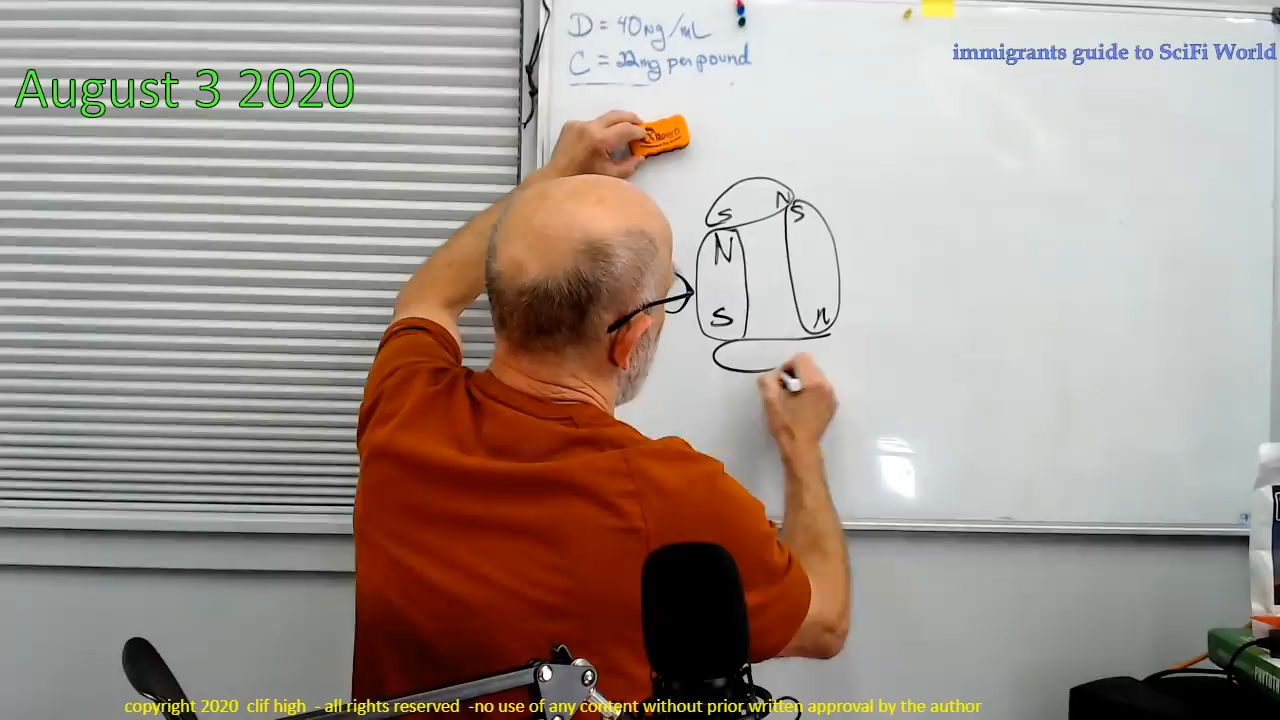 D = 40ng/mL
C = 22mg per pound
immigrants guide to SciFi World
August 3 2020
Board
S N
S
N
S
N
copyright 2020 clif high - all rights reserved -no use of any content without prior written approval by the author